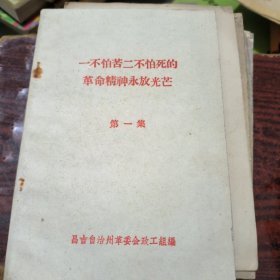 一不怕苦二不怕死的
革命精神永放光芒
第一集
昌吉自治州革委会政工组编